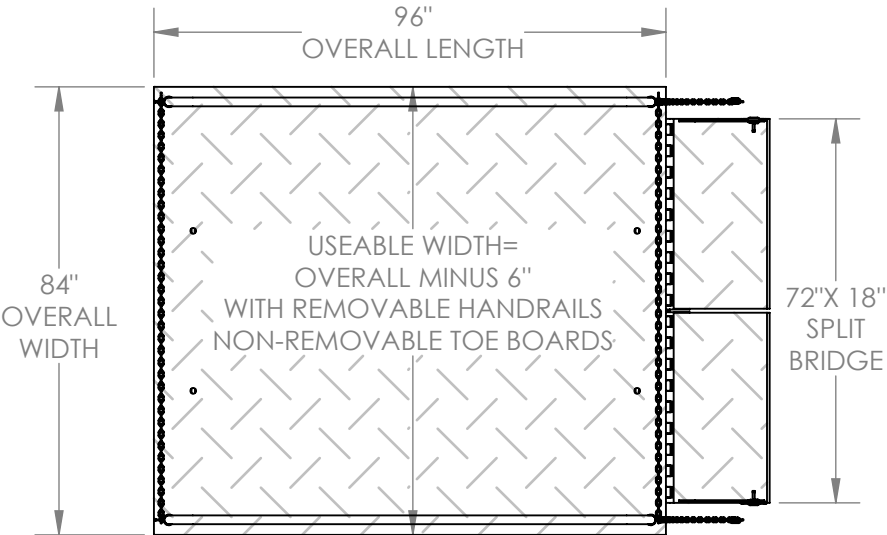 96"
OVERALL LENGTH
84"
OVERALL
WIDTH
USEABLE WIDTH=
OVERALL MINUS 6"
WITH REMOVABLE HANDRAILS
NON-REMOVABLE TOE BOARDS
72"X 18"
SPLIT
BRIDGE